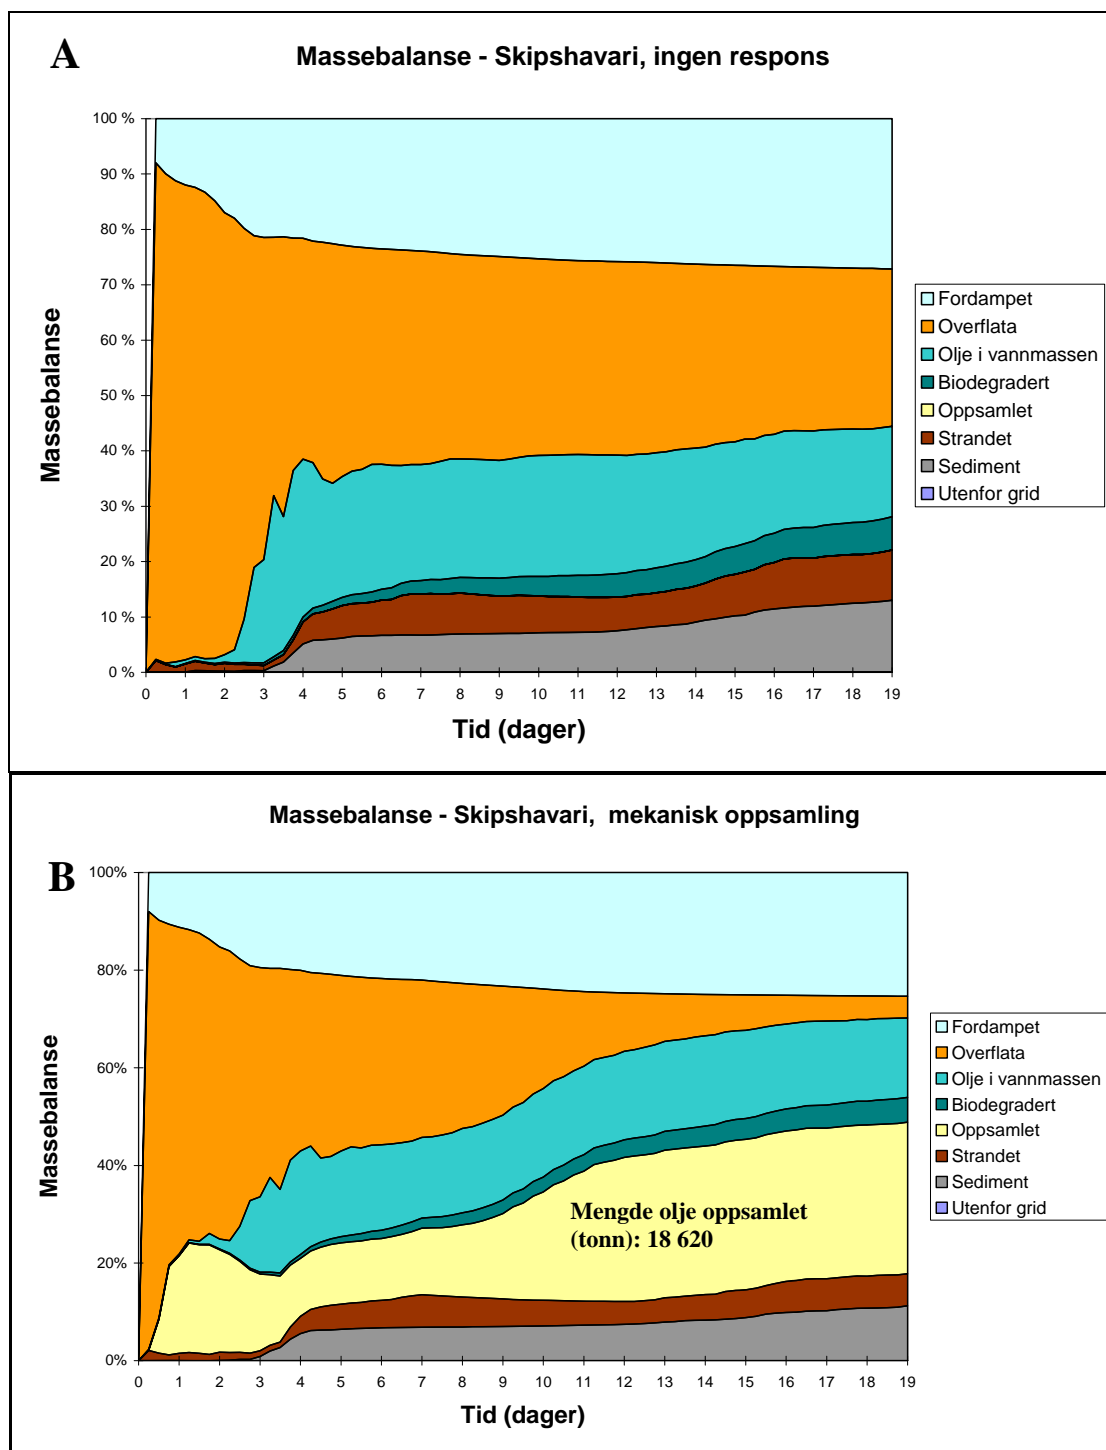 A
Massebalanse - Skipshavari, ingen respons
100 %
90 %
80 %
70 %
60 %
50 %
40 %
30 %
20 %
10 %
0 %
Massebalanse
0 1 2 3 4 5 6 7 8 9 10 11 12 13 14 15 16 17 18 19
Tid (dager)
Fordampet
Overflata
Olje i vannmassen
Biodegradert
Oppsamlet
Strandet
Sediment
Utenfor grid
Massebalanse - Skipshavari, mekanisk oppsamling
B
100%
80%
60%
40%
20%
0%
Massebalanse
Mengde olje oppsamlet
(tonn): 18 620
0 1 2 3 4 5 6 7 8 9 10 11 12 13 14 15 16 17 18 19
Tid (dager)
Fordampet
Overflata
Olje i vannmassen
Biodegradert
Oppsamlet
Strandet
Sediment
Utenfor grid